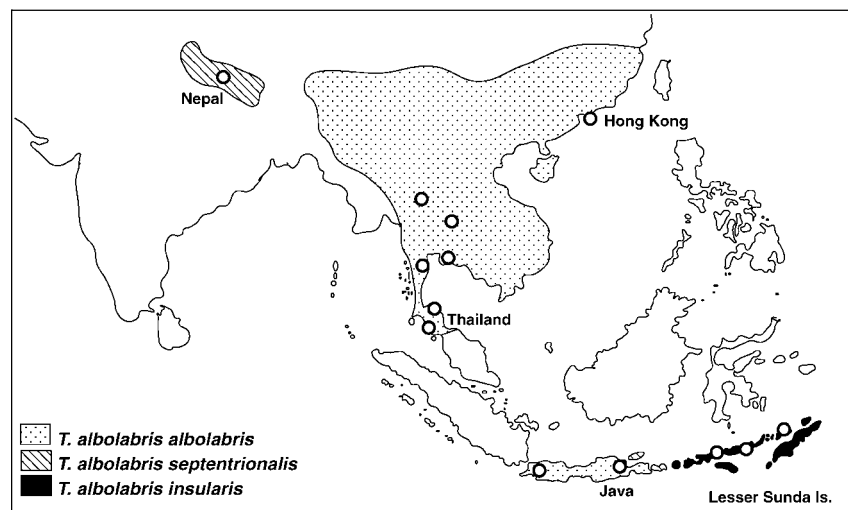 Nepal
Hong Kong
Thailand
T. albolabris albolabris
T. albolabris septentrionalis
T. albolabris insularis
Java
Lesser Sunda Is.